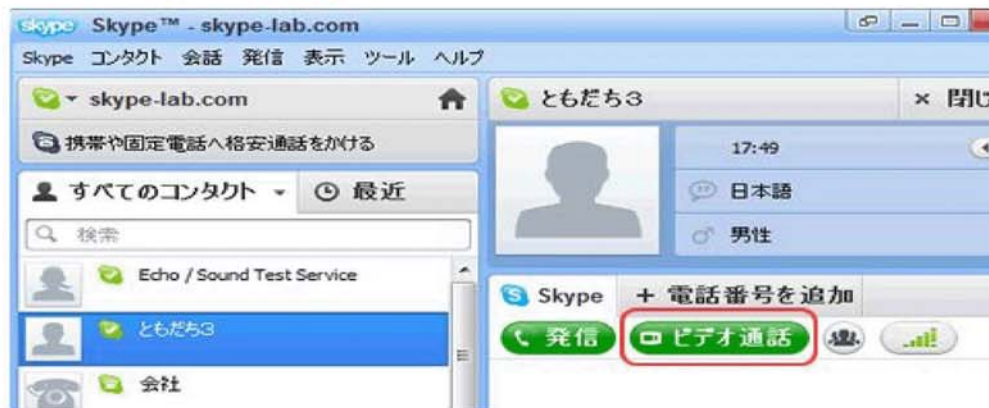 skype Skype™ - skype-lab.com
Skype コンタクト 会話 発信 表示 ツール ヘルプ
skype-lab.com
携帯や固定電話へ格安通話をかける
すべてのコンタクト 最近
検索
Echo / Sound Test Service
ともだち3
会社
ともだち3 × 閉じ
17:49
日本語
男性
Skype + 電話番号を追加
発信 ビデオ通話